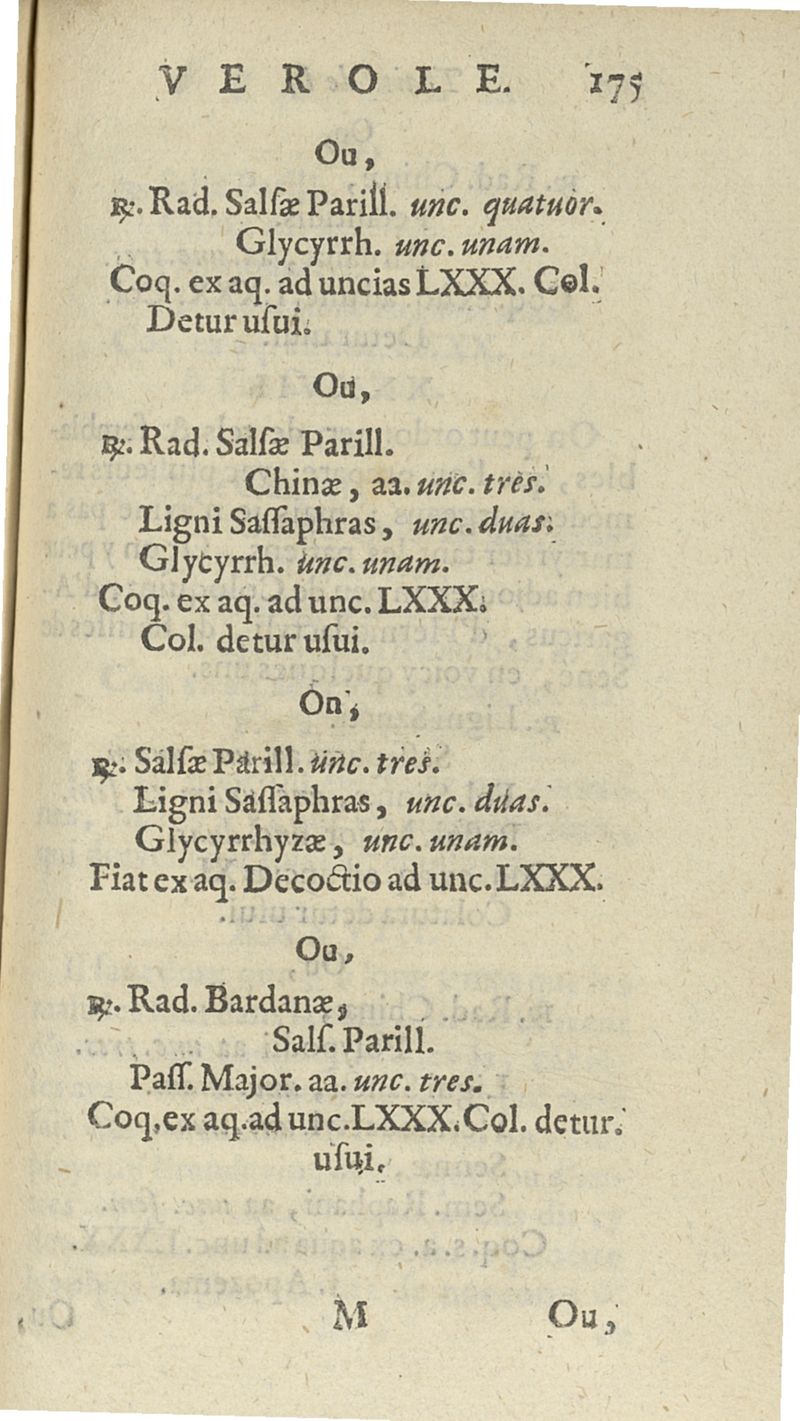 VEROLE. 175
Ou,
℞. Rad. Salſæ Parill. unc. quatuor.
Glycyrrh. unc. unam.
Coq. ex aq. ad uncias LXXX. Col.
Detur uſui.
Ou,
℞. Rad. Salſæ Parill.
Chinæ, aa. unc. tres.
Ligni Saſſaphras, unc. duas.
Glycyrrh. unc. unam.
Coq. ex aq. ad unc. LXXX.
Col. detur uſui.
Ou,
℞. Salſæ Parill. unc. tres.
Ligni Saſſaphras, unc. duas.
Glycyrrhyzæ, unc. unam.
Fiat ex aq. Decoctio ad unc. LXXX.
Ou,
℞. Rad. Bardanæ,
Salſ. Parill.
Paſſ. Major. aa. unc. tres.
Coq. ex aq. ad unc. LXXX. Col. detur.
uſui.
M Ou,